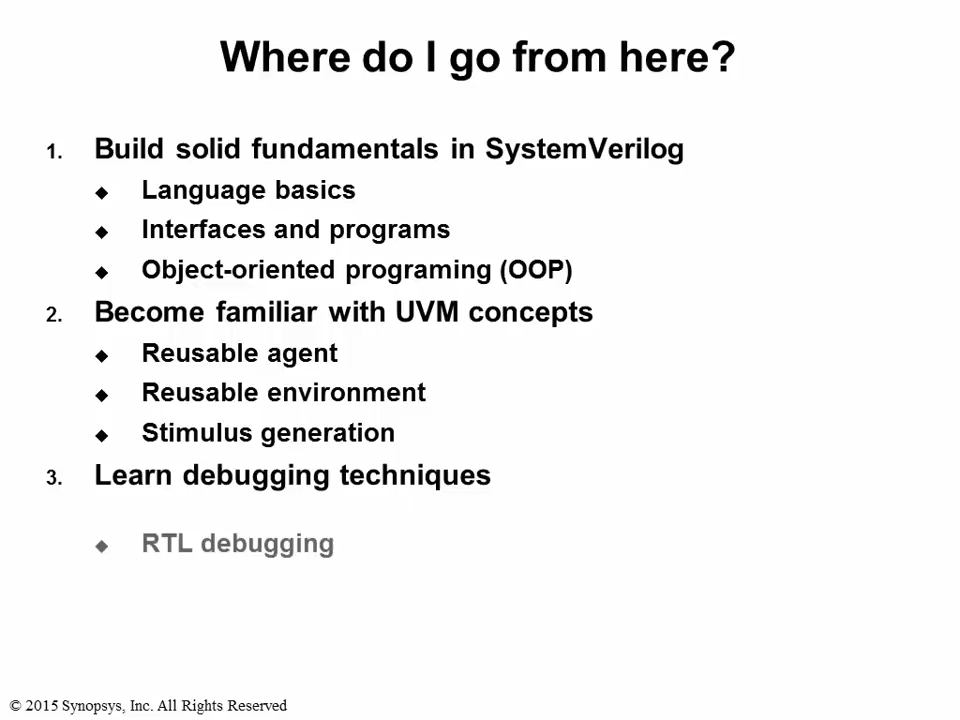 Where do I go from here?
1. Build solid fundamentals in SystemVerilog
◆ Language basics
◆ Interfaces and programs
◆ Object-oriented programing (OOP)
2. Become familiar with UVM concepts
◆ Reusable agent
◆ Reusable environment
◆ Stimulus generation
3. Learn debugging techniques
◆ RTL debugging
© 2015 Synopsys, Inc. All Rights Reserved